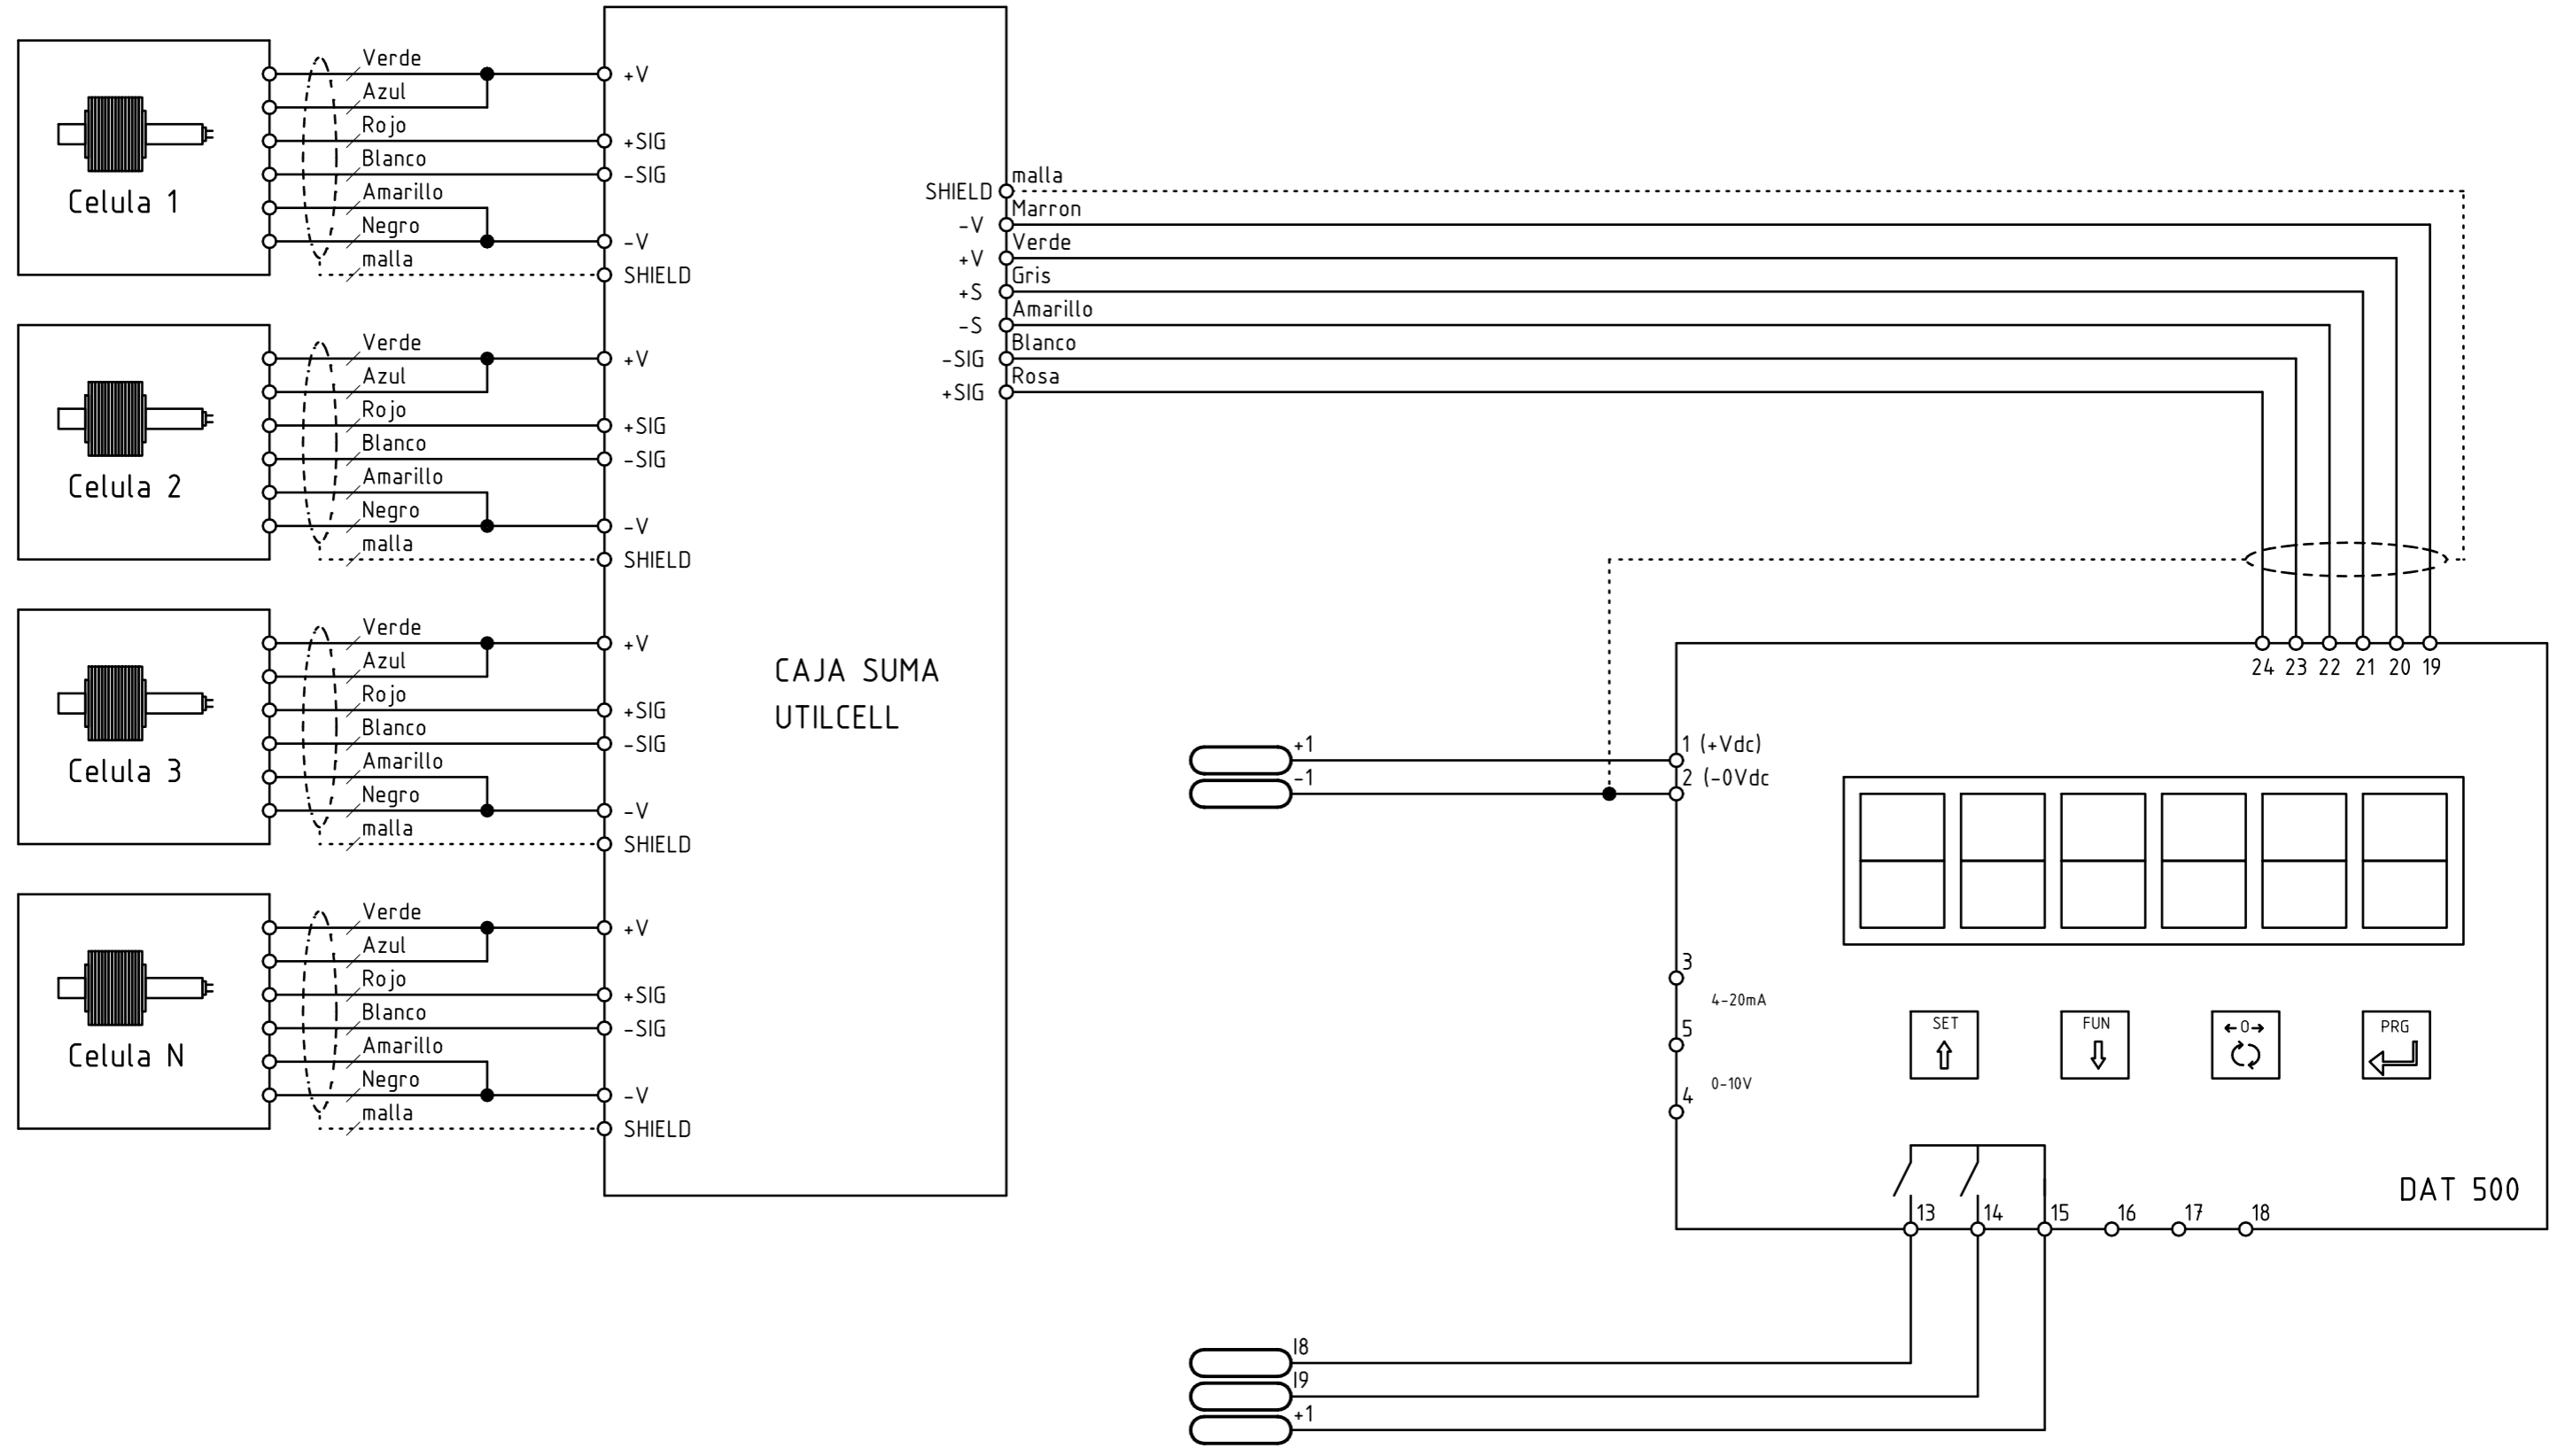 Verde
Azul
Rojo
Blanco
Amarillo
Negro
malla
Celula 1
+V
+SIG
-SIG
-V
SHIELD
Verde
Azul
Rojo
Blanco
Amarillo
Negro
malla
Celula 2
+V
+SIG
-SIG
-V
SHIELD
Verde
Azul
Rojo
Blanco
Amarillo
Negro
malla
Celula 3
+V
+SIG
-SIG
-V
SHIELD
Verde
Azul
Rojo
Blanco
Amarillo
Negro
malla
Celula N
+V
+SIG
-SIG
-V
SHIELD
CAJA SUMA
UTILCELL
SHIELD malla
-V Marron
+V Verde
+S Gris
-S Amarillo
-SIG Blanco
+SIG Rosa
24 23 22 21 20 19
+1
-1
1 (+Vdc)
2 (-0Vdc
3
4-20mA
5
0-10V
4
SET
FUN
←0→
PRG
DAT 500
13 14 15 16 17 18
I8
I9
+1